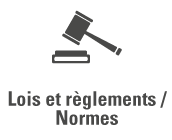 Lois et règlements /
Normes